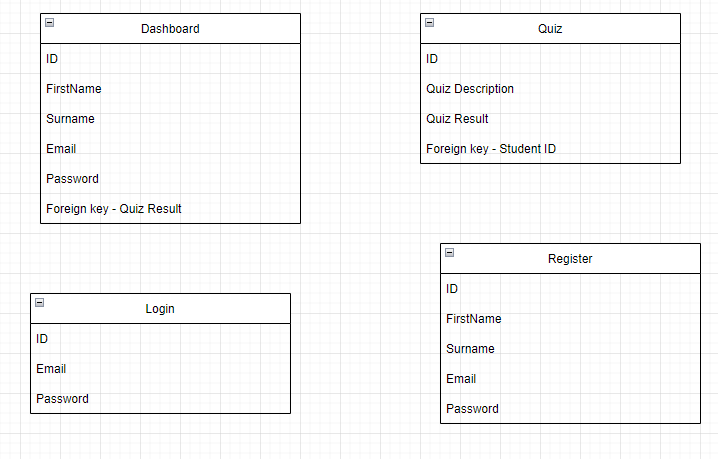 Dashboard
ID
FirstName
Surname
Email
Password
Foreign key - Quiz Result
Quiz
ID
Quiz Description
Quiz Result
Foreign key - Student ID
Login
ID
Email
Password
Register
ID
FirstName
Surname
Email
Password